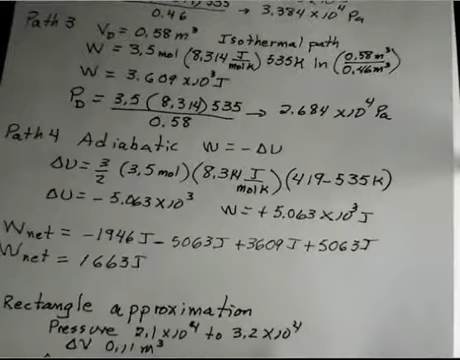 0.46 → 3.384 x 10⁴ Pa
Path 3 V_D = 0.58 m³ Isothermal path
W = 3.5 mol (8.314 J/mol K) 535K ln (0.58 m³/0.46 m³)
W = 3.609 x 10³ J
P_D = 3.5 (8.314) 535 / 0.58 → 2.684 x 10⁴ Pa
Path 4 Adiabatic W = - ΔU
ΔU = 3/2 (3.5 mol) (8.314 J/mol K) (419 - 535 K)
ΔU = - 5.063 x 10³ W = + 5.063 x 10³ J
W_net = -1946 J - 5063 J + 3609 J + 5063 J
W_net = 1663 J
Rectangle approximation
Pressure 2.1 x 10⁴ to 3.2 x 10⁴
ΔV 0.11 m³